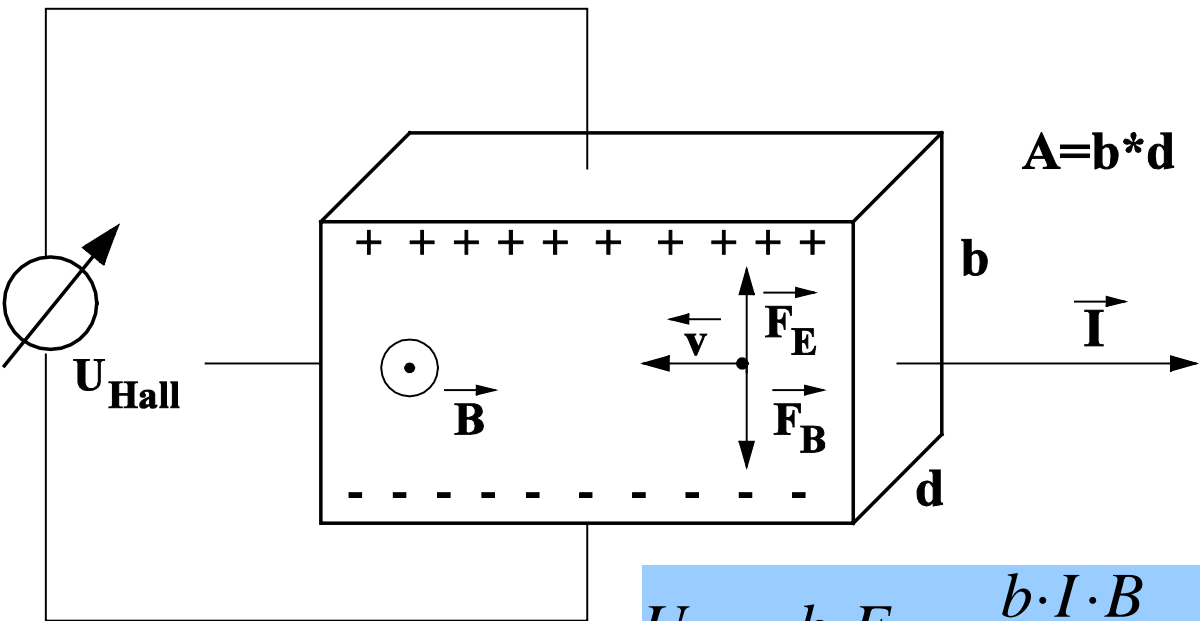 A=b*d
+ + + + + + + + + +
b
I
F_E
v
U_Hall
B
F_B
- - - - - - - - - -
d
b·I·B